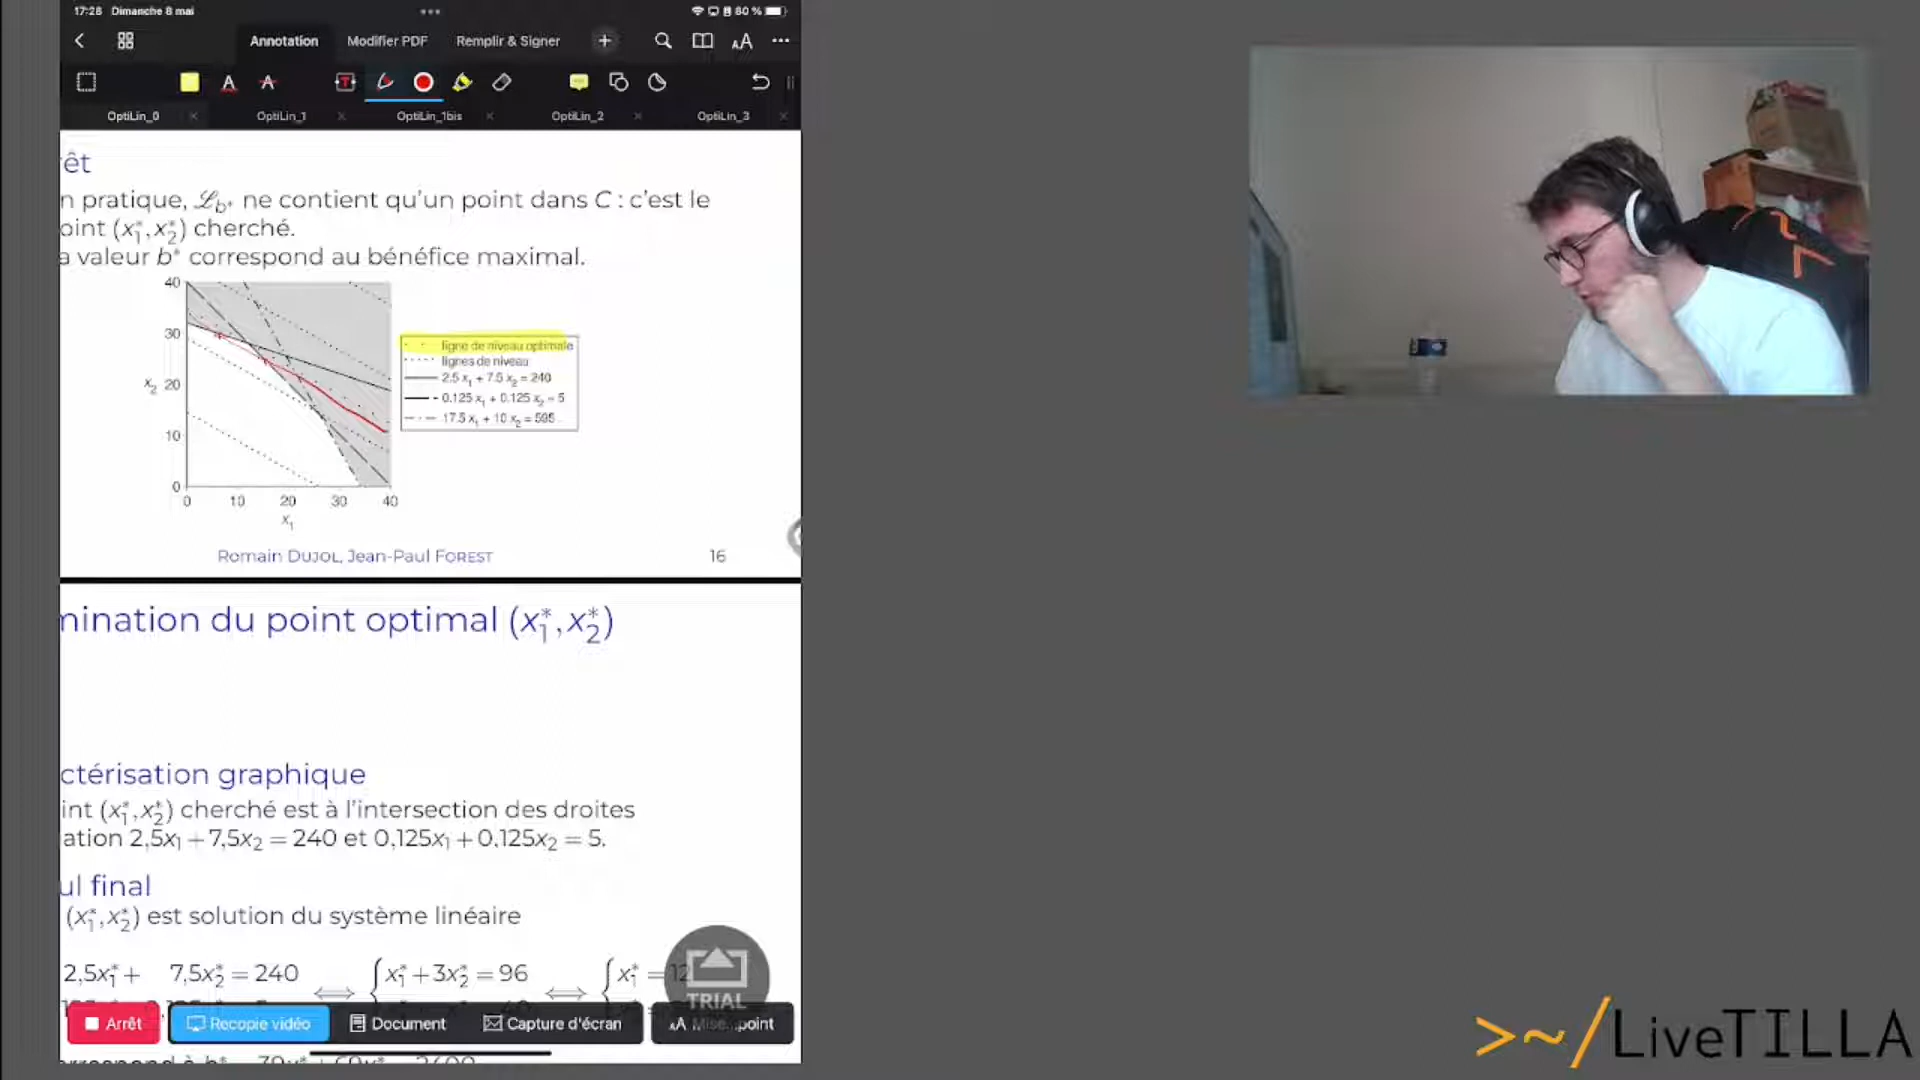 17:28 Dimanche 8 mai
80 %
Annotation Modifier PDF Remplir & Signer
OptiLin_0 OptiLin_1 OptiLin_1bis OptiLin_2 OptiLin_3
êt
n pratique, ℒb* ne contient qu'un point dans C : c'est le
oint (x₁*, x₂*) cherché.
a valeur b* correspond au bénéfice maximal.
40
30
x₂ 20
10
0
0 10 20 30 40
x₁
ligne de niveau optimale
lignes de niveau
2.5 x₁ + 7.5 x₂ = 240
0.125 x₁ + 0.125 x₂ = 5
17.5 x₁ + 10 x₂ = 595
Romain DUJOL, Jean-Paul FOREST 16
mination du point optimal (x₁*, x₂*)
ctérisation graphique
int (x₁*, x₂*) cherché est à l'intersection des droites
ation 2,5x₁ + 7,5x₂ = 240 et 0,125x₁ + 0,125x₂ = 5.
ul final
(x₁*, x₂*) est solution du système linéaire
2,5x₁* + 7,5x₂* = 240 ⟺ { x₁* + 3x₂* = 96 ⟺ { x₁* = 12
TRIAL
Arrêt Recopie vidéo Document Capture d'écran Mise...point
>~/LiveTILLA